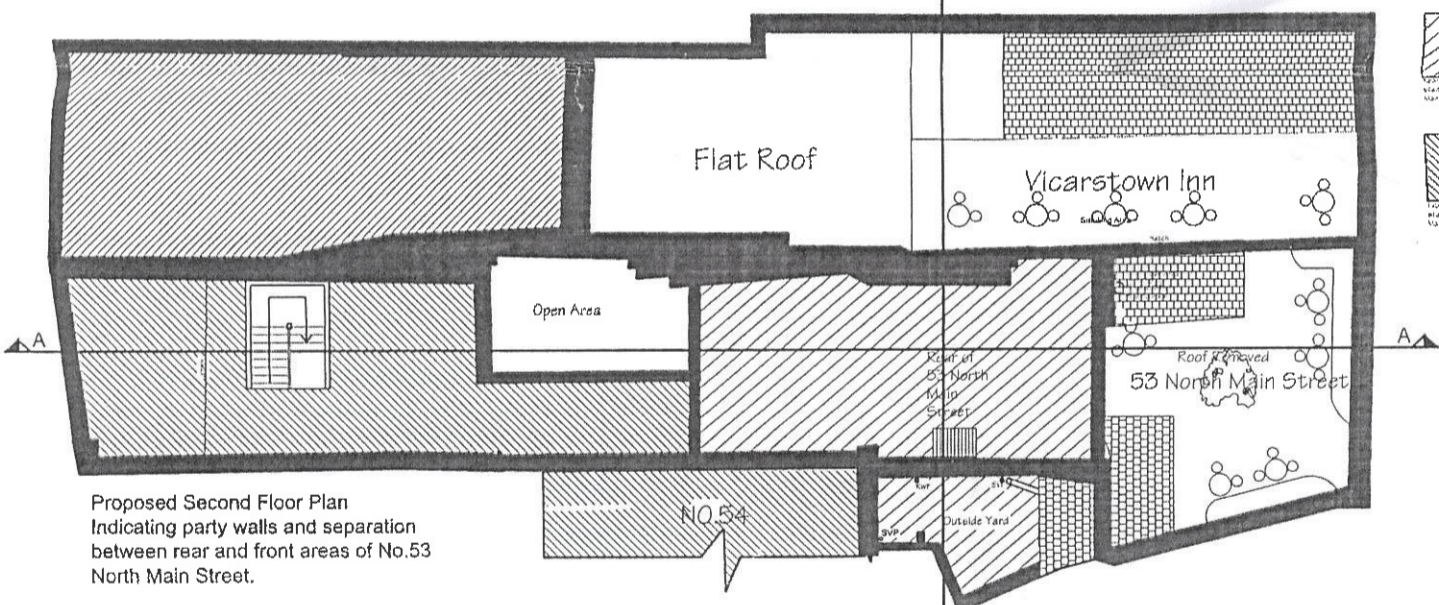 Flat Roof
Vicarstown Inn
Open Area
A
A
Rear of
53 North
Main
Street
Roof Removed
53 North Main Street
NO.54
RWP
SVP
Outside Yard
Proposed Second Floor Plan
Indicating party walls and separation
between rear and front areas of No.53
North Main Street.